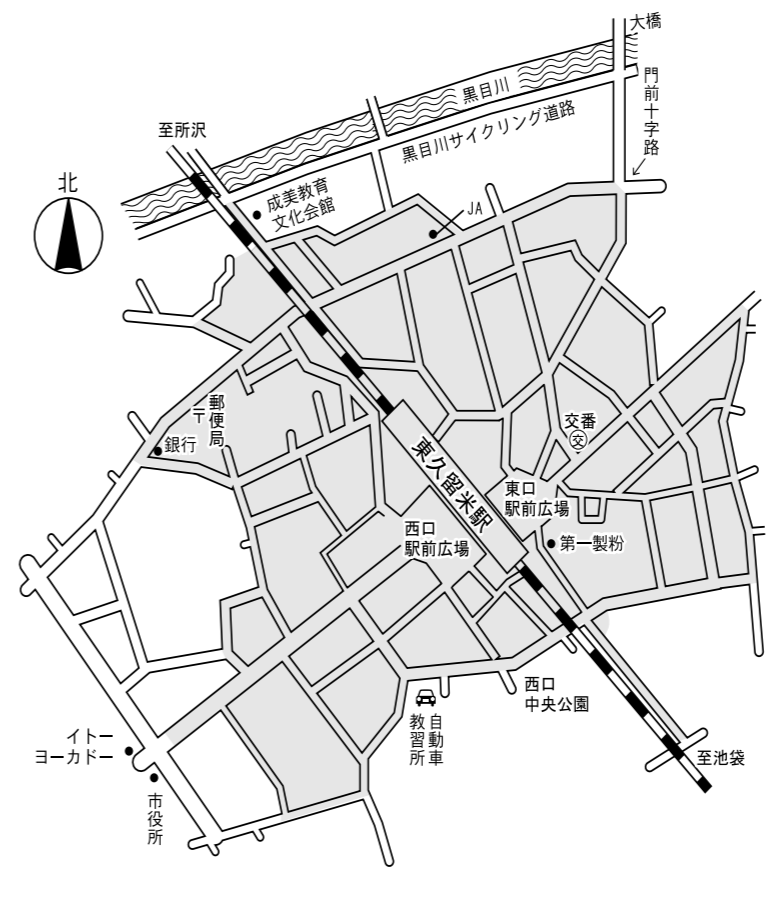 大橋
黒目川
門前十字路
黒目川サイクリング道路
至所沢
北
成美教育
文化会館
JA
〒
郵便局
銀行
交番
交
東久留米駅
東口
駅前広場
西口
駅前広場
第一製粉
西口
中央公園
自動車
教習所
イトー
ヨーカドー
市役所
至池袋